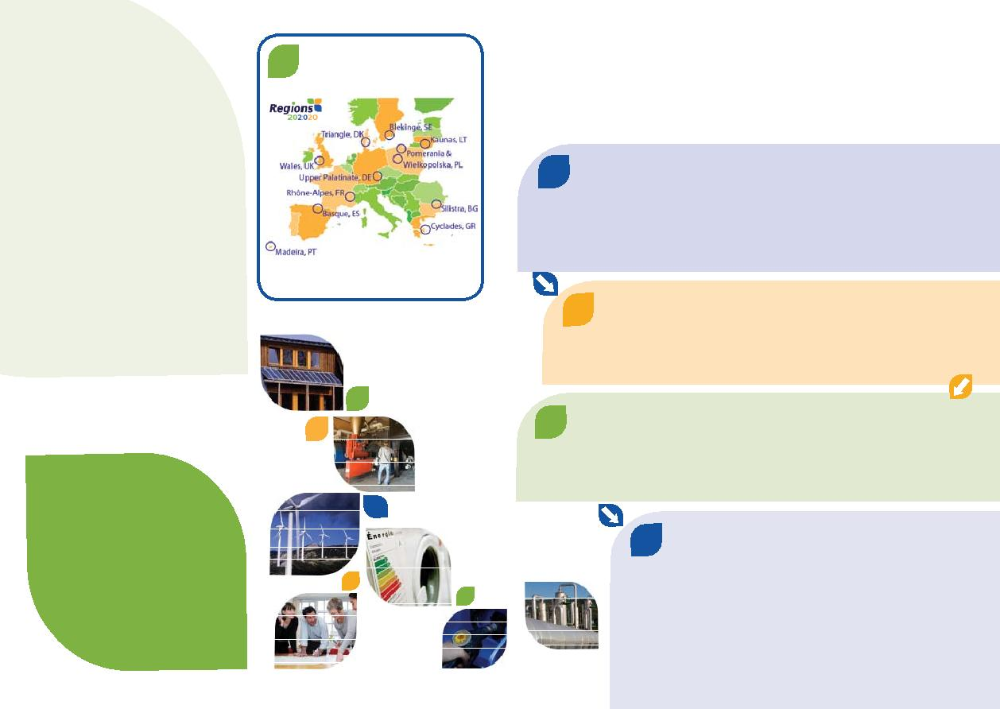 Regions
202020
Blekinge, SE
Triangle, DK
Kaunas, LT
Pomerania &
Wielkopolska, PL
Wales, UK
Upper Palatinate, DE
Rhône-Alpes, FR
Silistra, BG
Basque, ES
Cyclades, GR
Madeira, PT
Energía